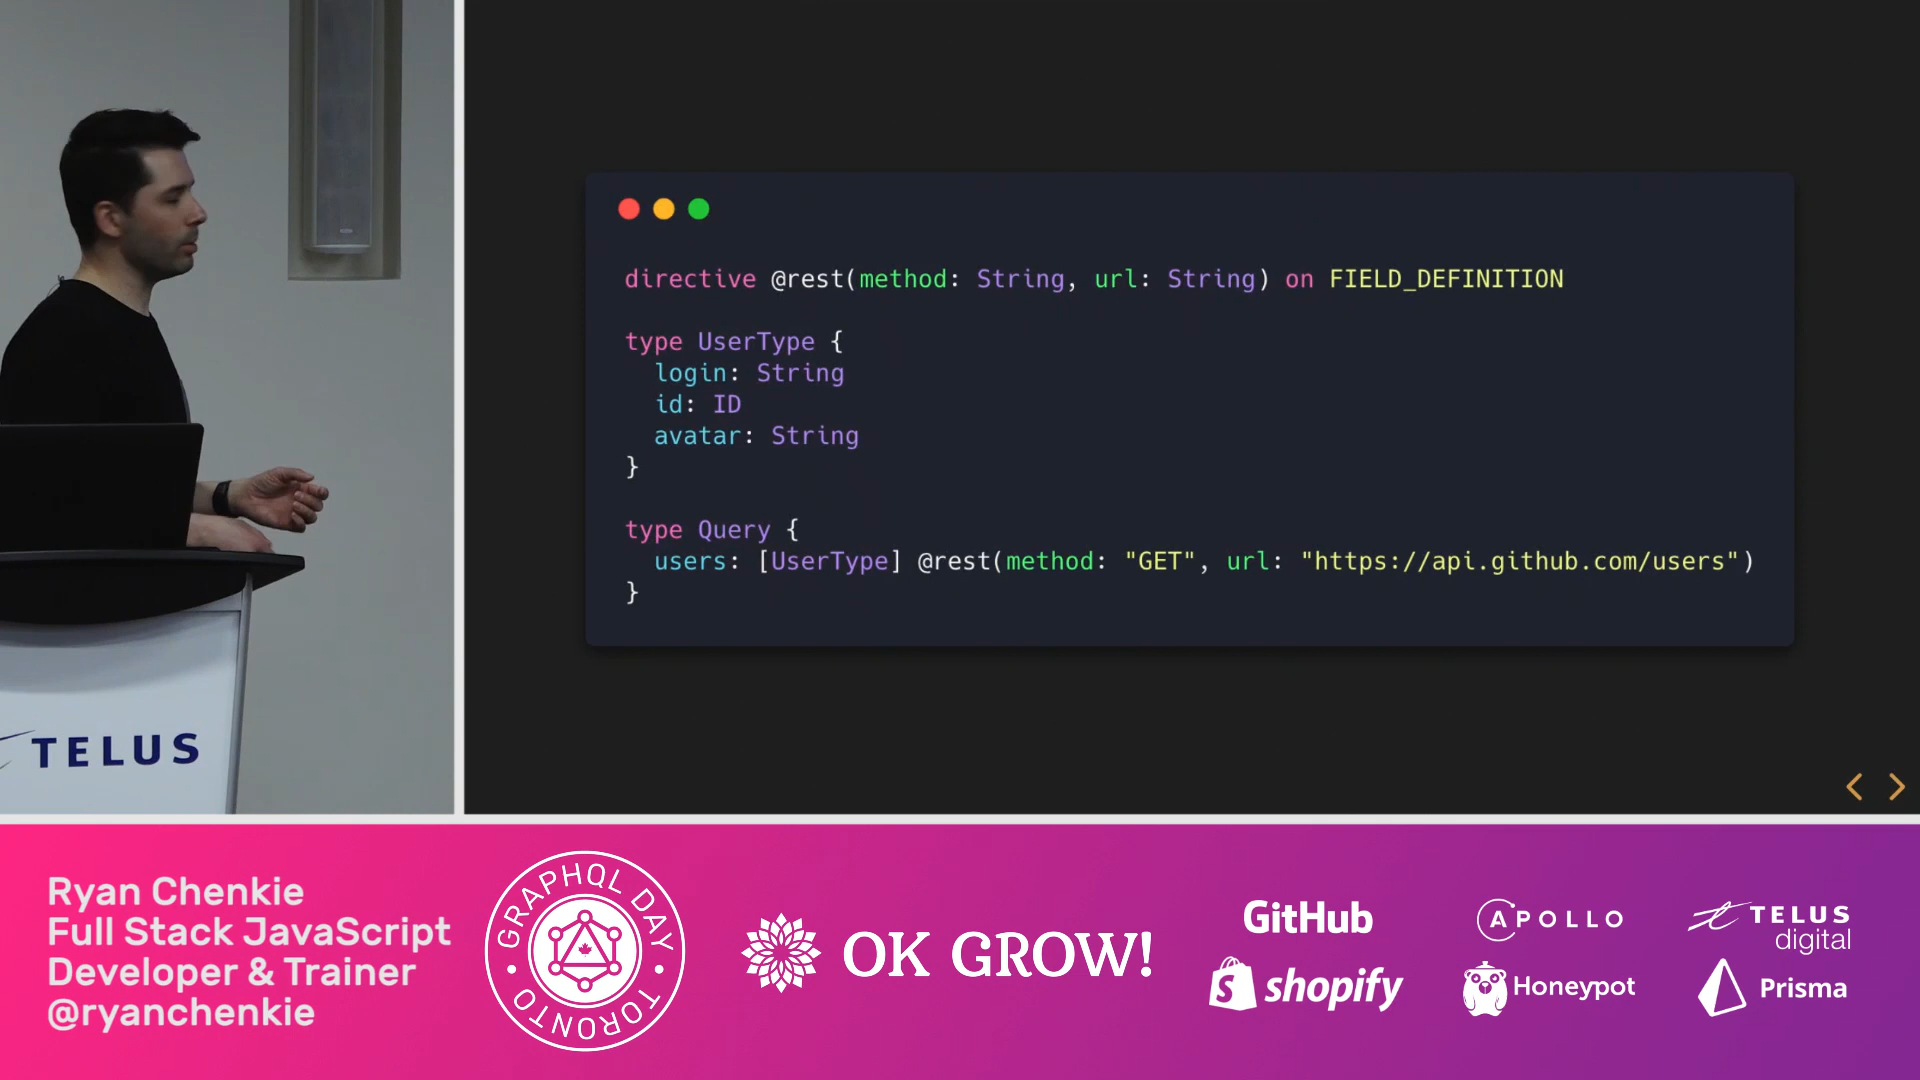 directive @rest(method: String, url: String) on FIELD_DEFINITION
type UserType {
  login: String
  id: ID
  avatar: String
}
type Query {
  users: [UserType] @rest(method: "GET", url: "https://api.github.com/users")
}
TELUS
Ryan Chenkie
Full Stack JavaScript
Developer & Trainer
@ryanchenkie
GRAPHQL DAY
TORONTO
OK GROW!
GitHub
APOLLO
TELUS
digital
shopify
Honeypot
Prisma